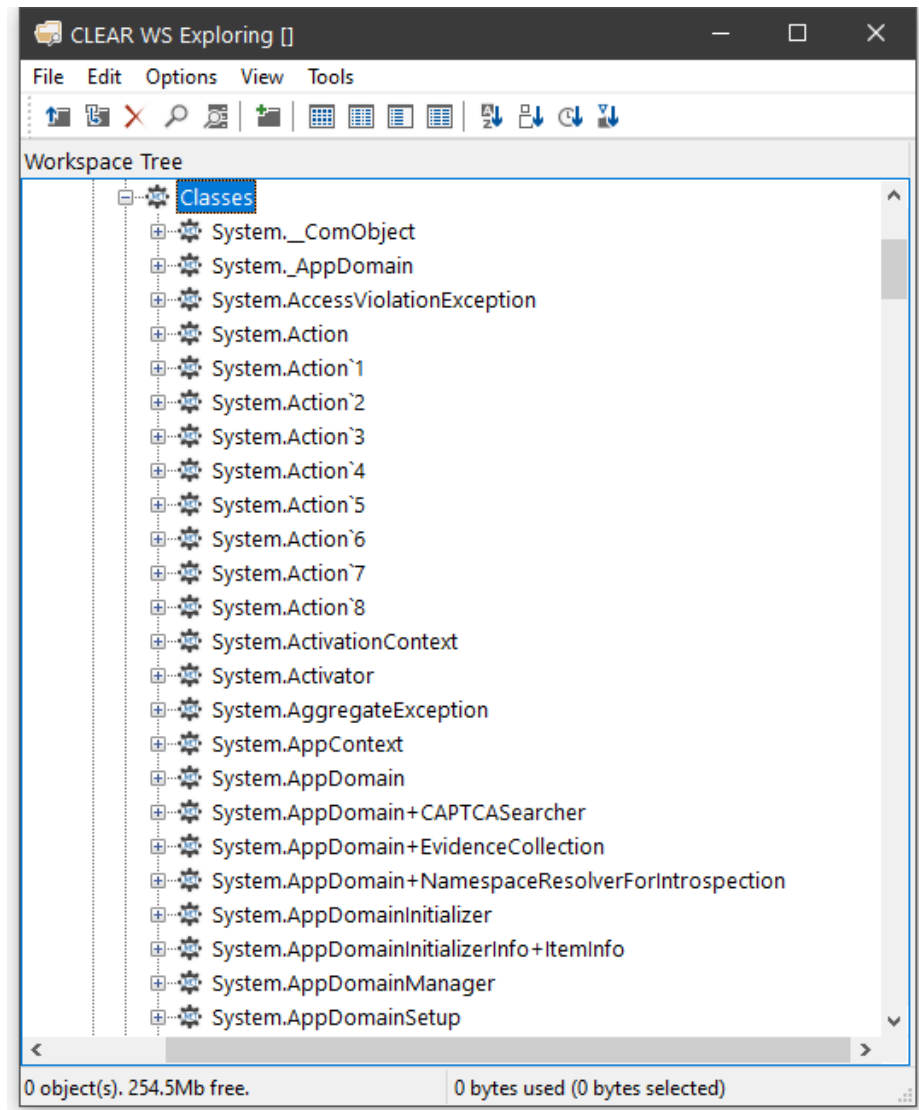 CLEAR WS Exploring []
File Edit Options View Tools
Workspace Tree
Classes
System.__ComObject
System._AppDomain
System.AccessViolationException
System.Action
System.Action`1
System.Action`2
System.Action`3
System.Action`4
System.Action`5
System.Action`6
System.Action`7
System.Action`8
System.ActivationContext
System.Activator
System.AggregateException
System.AppContext
System.AppDomain
System.AppDomain+CAPTCASearcher
System.AppDomain+EvidenceCollection
System.AppDomain+NamespaceResolverForIntrospection
System.AppDomainInitializer
System.AppDomainInitializerInfo+ItemInfo
System.AppDomainManager
System.AppDomainSetup
0 object(s). 254.5Mb free. 0 bytes used (0 bytes selected)